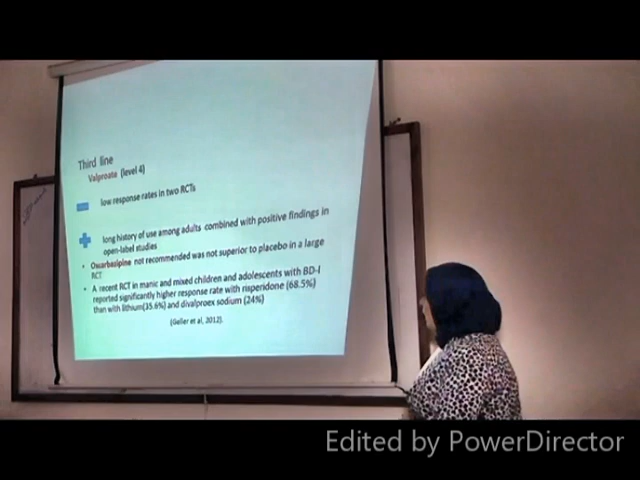 Third line
Valproate (level 4)
low response rates in two RCTs
long history of use among adults combined with positive findings in
open-label studies
• Oxcarbazipine not recommended was not superior to placebo in a large
RCT
• A recent RCT in manic and mixed children and adolescents with BD-I
reported significantly higher response rate with risperidone (68.5%)
than with lithium(35.6%) and divalproex sodium (24%)
(Geller et al, 2012).
Edited by PowerDirector